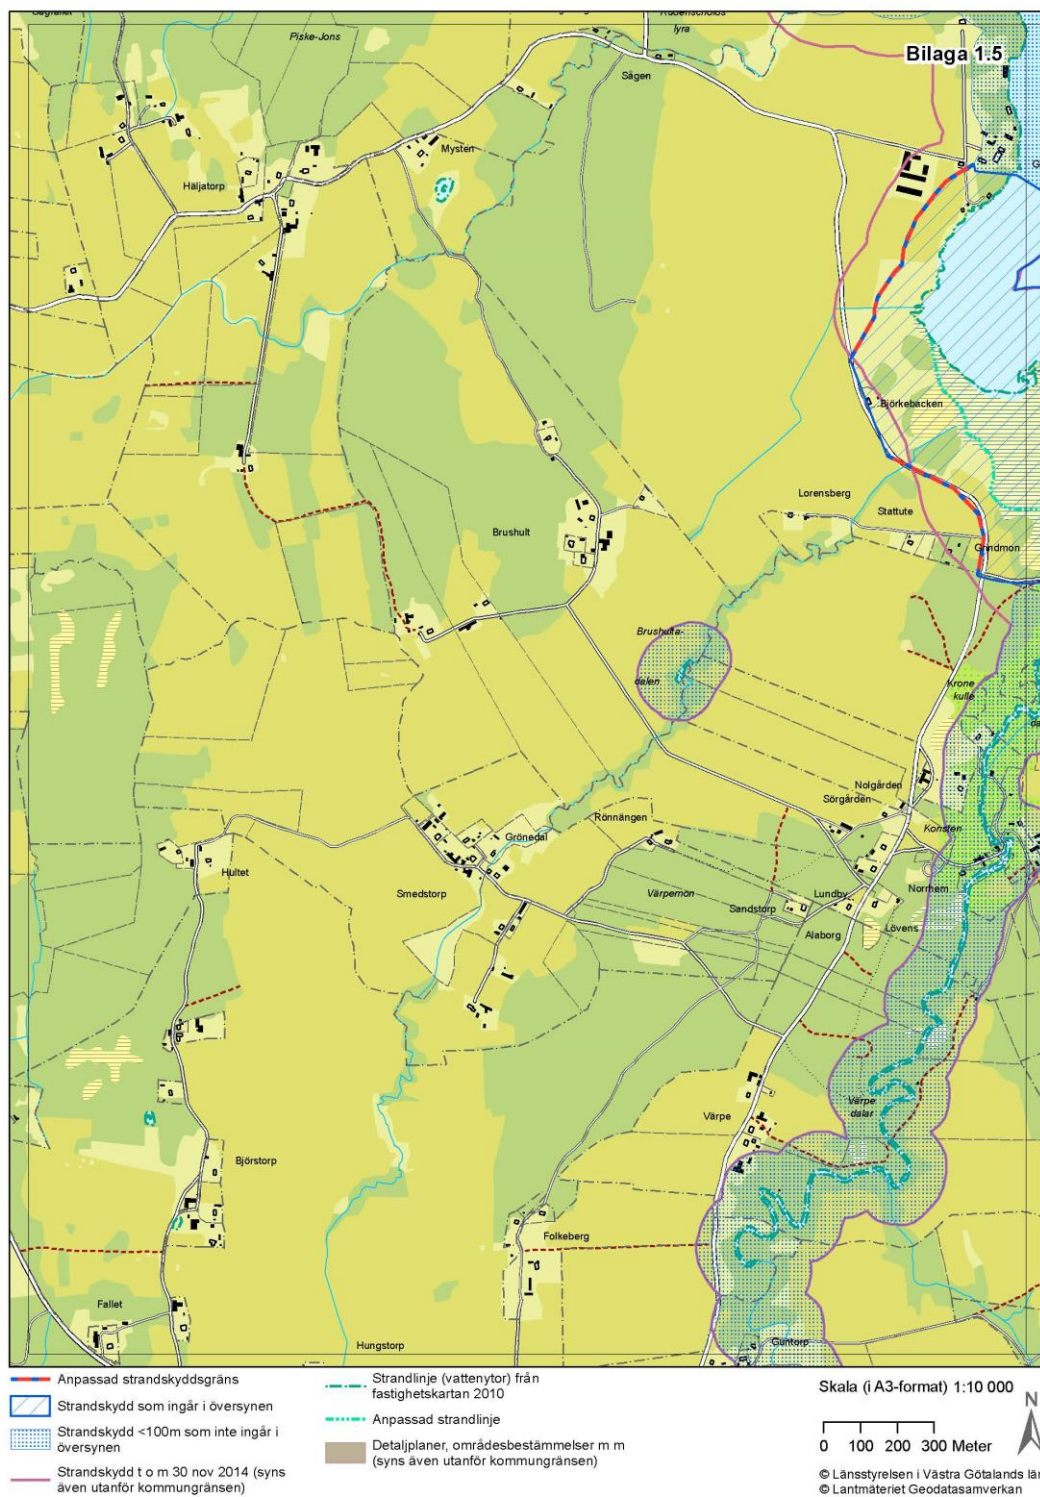 Piske-Jons
lyra
Bilaga 1.5
Sågen
Mysten
Häljatorp
Björkebacken
Lorensberg
Stattute
Brushult
Grindmon
Brushulta-
dalen
Krone
kulle
da
Nolgården
Sörgården
Rönnängen
Grönedal
Konsten
Hultet
Smedstorp
Värpemon
Lundby
Norrhem
Sandstorp
Alaborg
Lövens
Värpe
dalar
Värpe
Björstorp
Folkeberg
Fallet
Hungstorp
Guntorp
Anpassad strandskyddsgräns
Strandskydd som ingår i översynen
Strandskydd <100m som inte ingår i
översynen
Strandskydd t o m 30 nov 2014 (syns
även utanför kommungränsen)
Strandlinje (vattenytor) från
fastighetskartan 2010
Anpassad strandlinje
Detaljplaner, områdesbestämmelser m m
(syns även utanför kommungränsen)
Skala (i A3-format) 1:10 000
N
0 100 200 300 Meter
© Länsstyrelsen i Västra Götalands län
© Lantmäteriet Geodatasamverkan